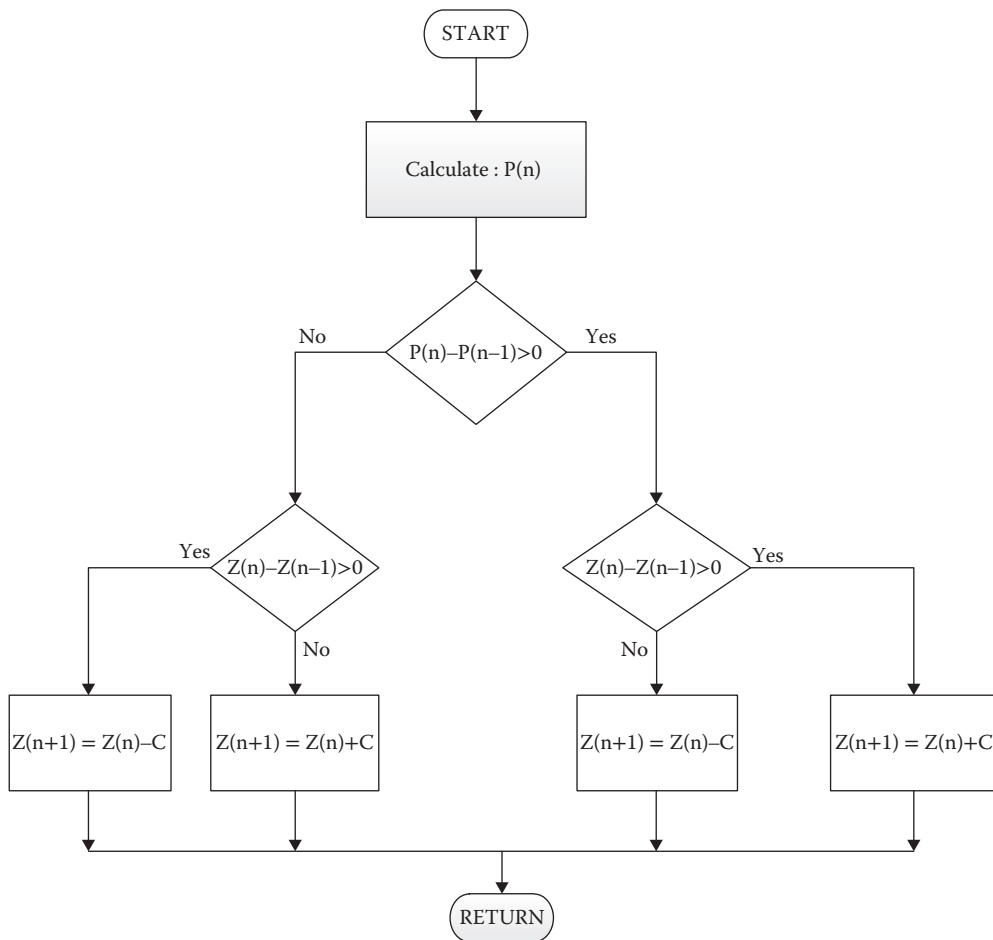 START
Calculate : P(n)
No
Yes
P(n)–P(n–1)>0
Yes
Z(n)–Z(n–1)>0
Z(n)–Z(n–1)>0
Yes
No
No
Z(n+1) = Z(n)–C
Z(n+1) = Z(n)+C
Z(n+1) = Z(n)–C
Z(n+1) = Z(n)+C
RETURN